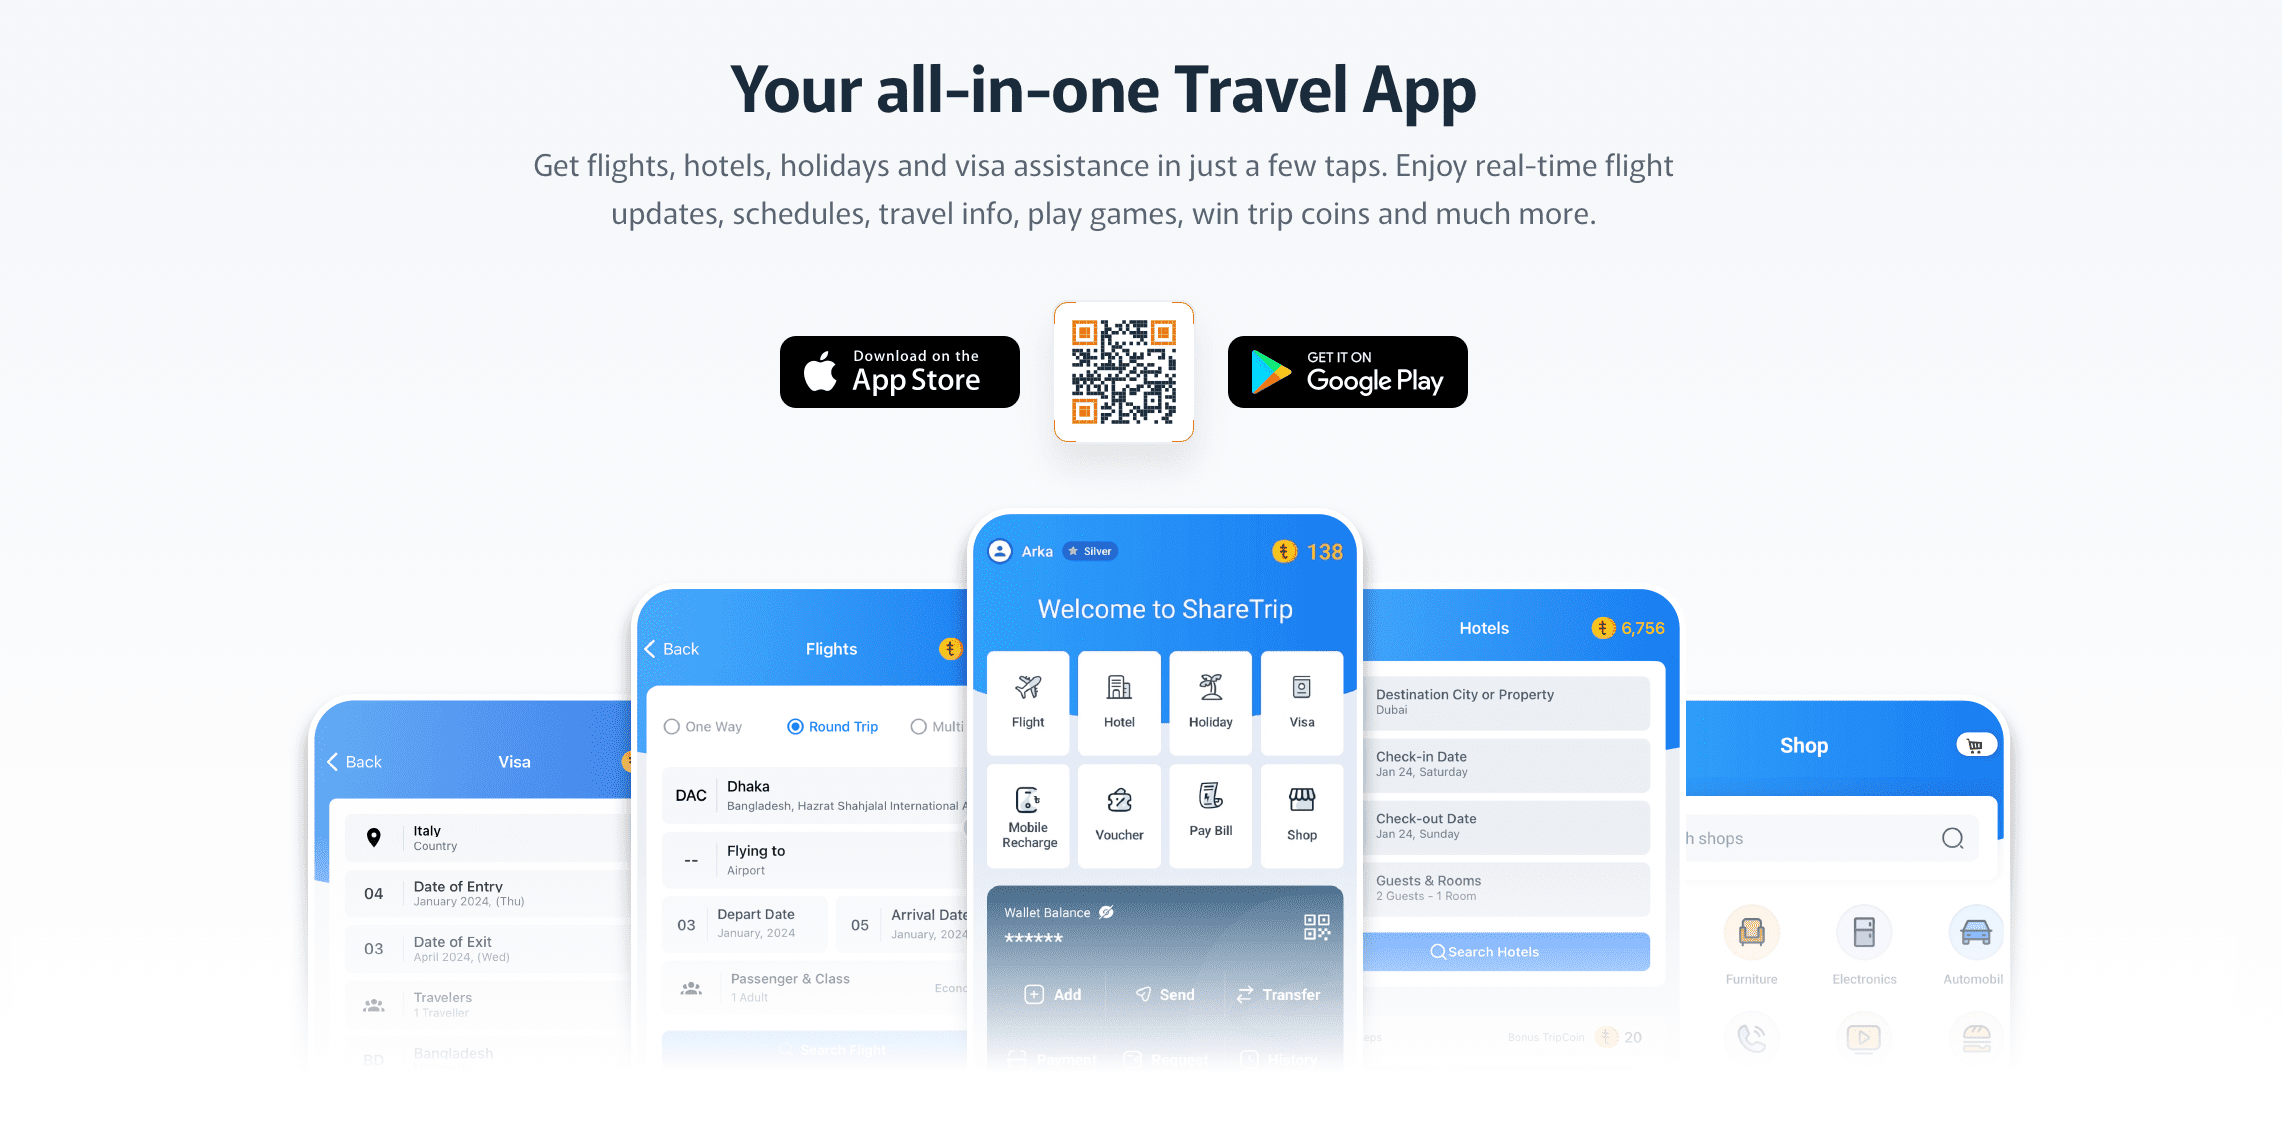 Your all-in-one Travel App
Get flights, hotels, holidays and visa assistance in just a few taps. Enjoy real-time flight
updates, schedules, travel info, play games, win trip coins and much more.
Download on the
App Store
GET IT ON
Google Play
Back
Visa
Italy
Country
04
Date of Entry
January 2024, (Thu)
03
Date of Exit
April 2024, (Wed)
Travelers
1 Traveller
BD
Bangladesh
Back
Flights
One Way
Round Trip
Multi
DAC
Dhaka
Bangladesh, Hazrat Shahjalal International A
--
Flying to
Airport
03
Depart Date
January, 2024
05
Arrival Date
January, 2024
Passenger & Class
1 Adult
Econo
Search Flight
Arka
Silver
138
Welcome to ShareTrip
Flight
Hotel
Holiday
Visa
Mobile
Recharge
Voucher
Pay Bill
Shop
Wallet Balance
******
Add
Send
Transfer
Payment
Request
History
Hotels
6,756
Destination City or Property
Dubai
Check-in Date
Jan 24, Saturday
Check-out Date
Jan 24, Sunday
Guests & Rooms
2 Guests - 1 Room
Search Hotels
eps
Bonus TripCoin
20
Shop
h shops
Furniture
Electronics
Automobil